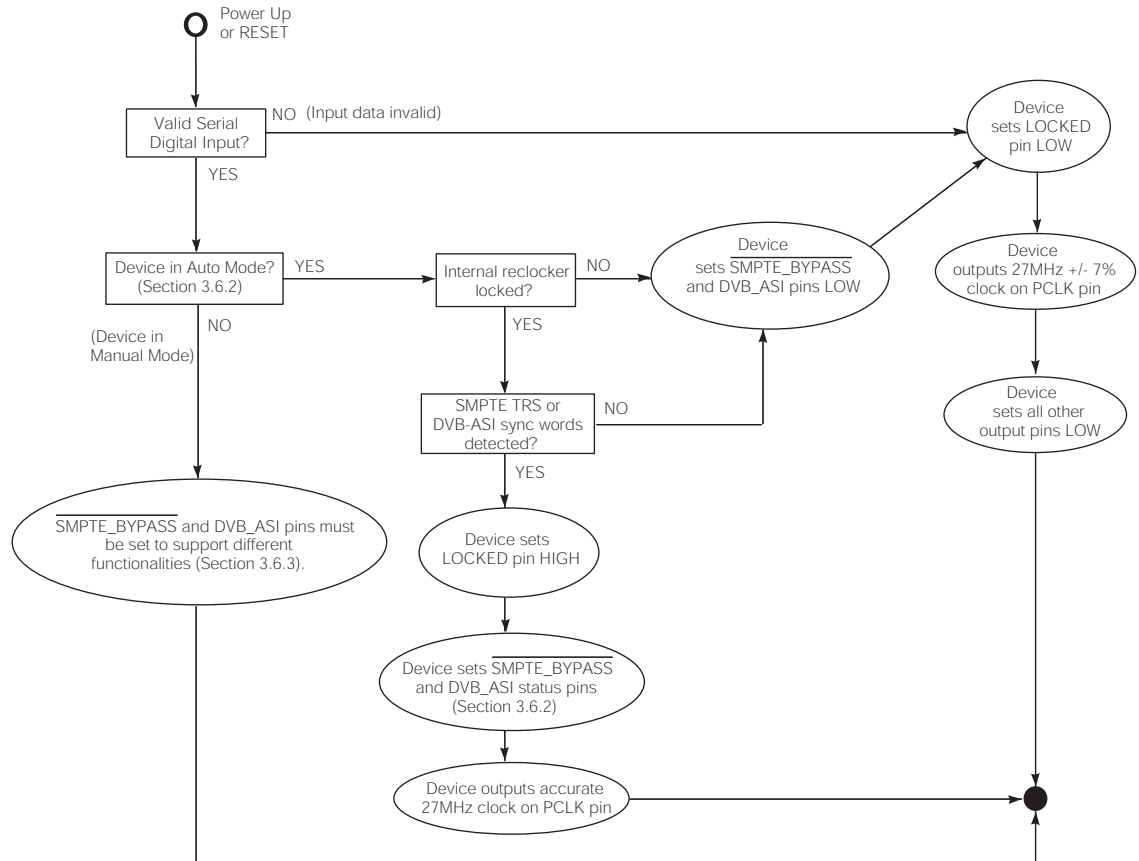 Power Up
or RESET
Valid Serial
Digital Input?
NO (Input data invalid)
YES
Device
sets LOCKED
pin LOW
Device in Auto Mode?
(Section 3.6.2)
YES
NO
(Device in
Manual Mode)
Internal reclocker
locked?
NO
YES
Device
sets SMPTE_BYPASS
and DVB_ASI pins LOW
Device
outputs 27MHz +/- 7%
clock on PCLK pin
SMPTE TRS or
DVB-ASI sync words
detected?
NO
YES
Device
sets all other
output pins LOW
SMPTE_BYPASS and DVB_ASI pins must
be set to support different
functionalities (Section 3.6.3).
Device sets
LOCKED pin HIGH
Device sets SMPTE_BYPASS
and DVB_ASI status pins
(Section 3.6.2)
Device outputs accurate
27MHz clock on PCLK pin